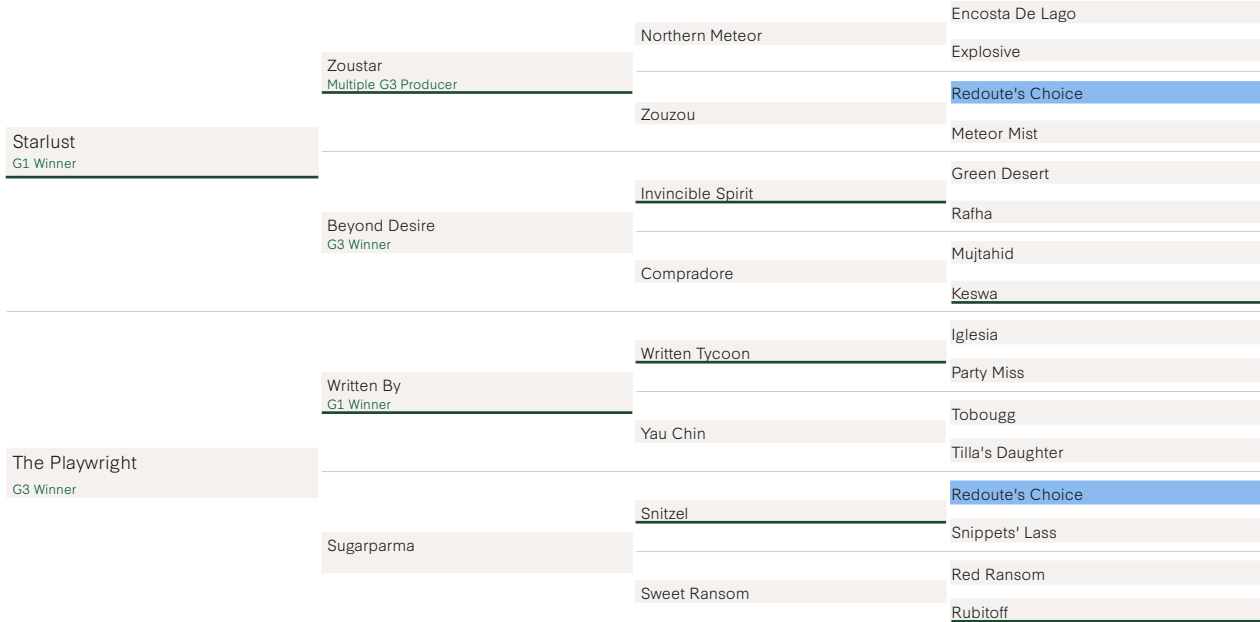 Encosta De Lago
Northern Meteor
Explosive
Zoustar
Multiple G3 Producer
Redoute's Choice
Zouzou
Meteor Mist
Starlust
G1 Winner
Green Desert
Invincible Spirit
Rafha
Beyond Desire
G3 Winner
Mujtahid
Compradore
Keswa
Iglesia
Written Tycoon
Party Miss
Written By
G1 Winner
Tobougg
Yau Chin
Tilla's Daughter
The Playwright
G3 Winner
Redoute's Choice
Snitzel
Snippets' Lass
Sugarparma
Red Ransom
Sweet Ransom
Rubitoff